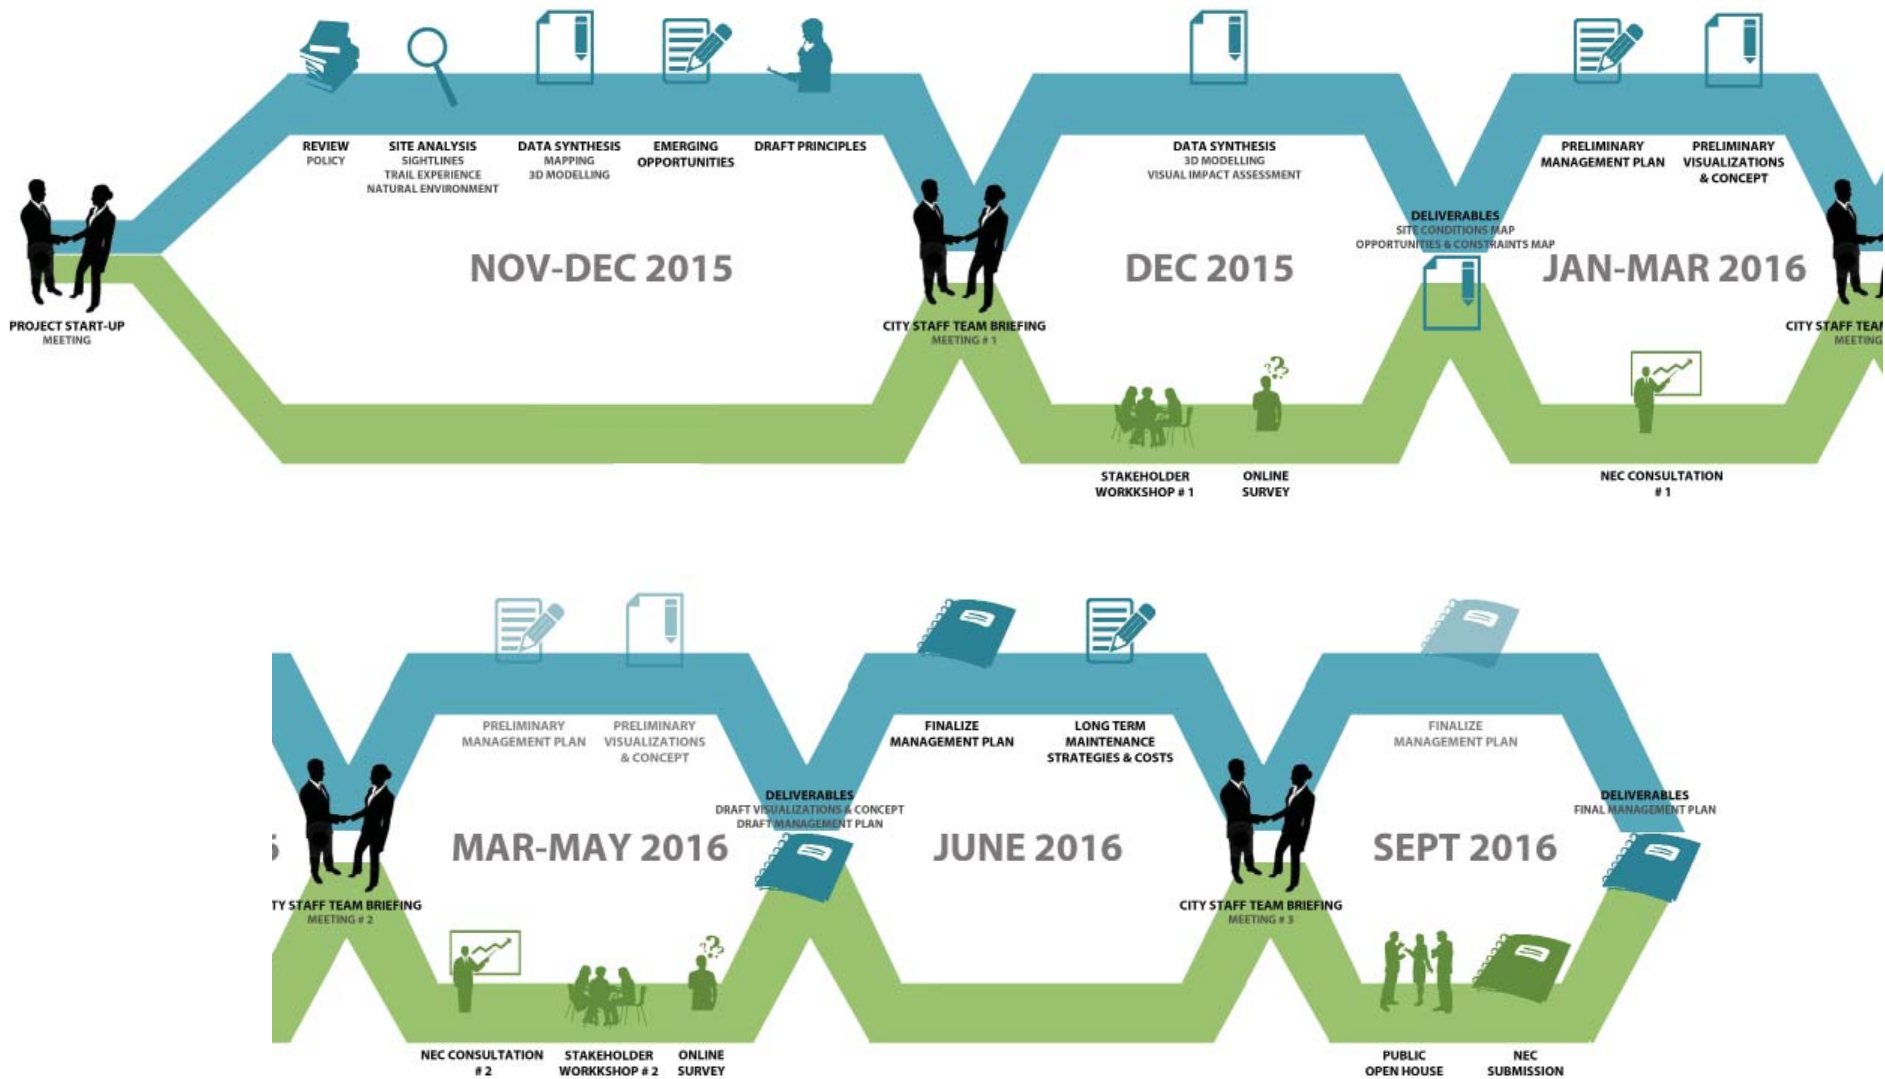 REVIEW
POLICY
SITE ANALYSIS
SIGHTLINES
TRAIL EXPERIENCE
NATURAL ENVIRONMENT
DATA SYNTHESIS
MAPPING
3D MODELLING
EMERGING
OPPORTUNITIES
DRAFT PRINCIPLES
PROJECT START-UP
MEETING
NOV-DEC 2015
CITY STAFF TEAM BRIEFING
MEETING # 1
DATA SYNTHESIS
3D MODELLING
VISUAL IMPACT ASSESSMENT
DEC 2015
STAKEHOLDER
WORKKSHOP # 1
ONLINE
SURVEY
DELIVERABLES
SITE CONDITIONS MAP
OPPORTUNITIES & CONSTRAINTS MAP
PRELIMINARY
MANAGEMENT PLAN
PRELIMINARY
VISUALIZATIONS
& CONCEPT
JAN-MAR 2016
NEC CONSULTATION
# 1
CITY STAFF TEAM
MEETING
6
TY STAFF TEAM BRIEFING
MEETING # 2
PRELIMINARY
MANAGEMENT PLAN
PRELIMINARY
VISUALIZATIONS
& CONCEPT
MAR-MAY 2016
NEC CONSULTATION
# 2
STAKEHOLDER
WORKKSHOP # 2
ONLINE
SURVEY
DELIVERABLES
DRAFT VISUALIZATIONS & CONCEPT
DRAFT MANAGEMENT PLAN
FINALIZE
MANAGEMENT PLAN
LONG TERM
MAINTENANCE
STRATEGIES & COSTS
JUNE 2016
CITY STAFF TEAM BRIEFING
MEETING # 3
FINALIZE
MANAGEMENT PLAN
SEPT 2016
PUBLIC
OPEN HOUSE
NEC
SUBMISSION
DELIVERABLES
FINAL MANAGEMENT PLAN